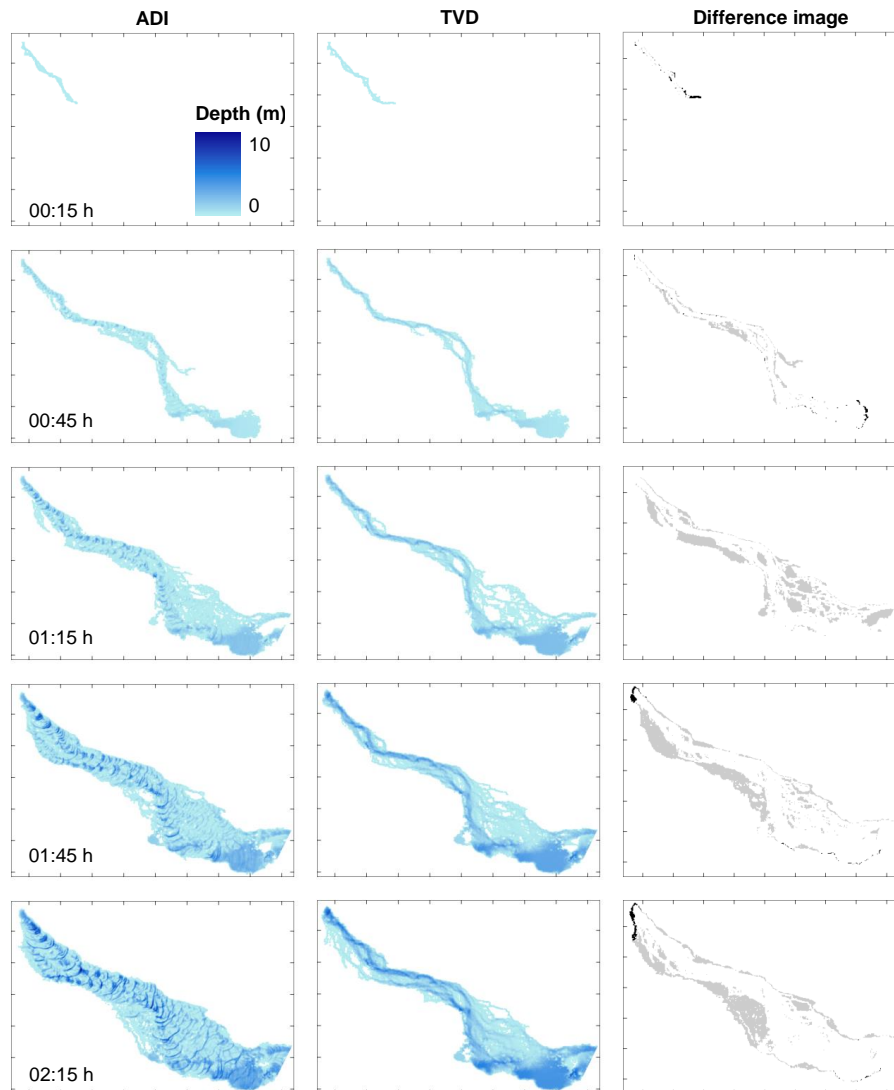 ADI
TVD
Difference image
Depth (m)
10
0
00:15 h
00:45 h
01:15 h
01:45 h
02:15 h